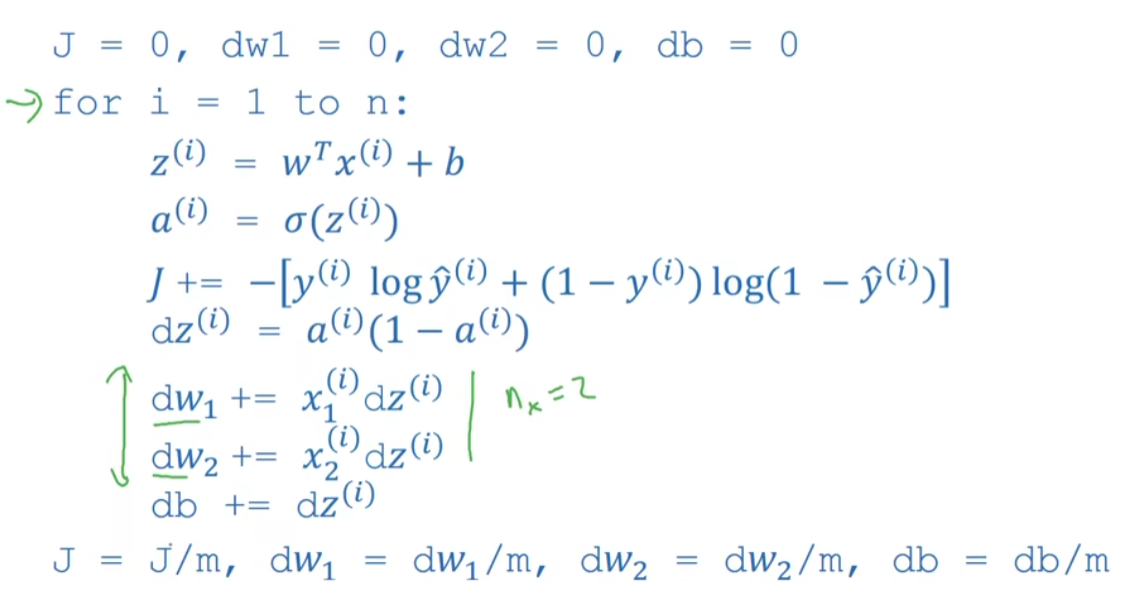 J = 0, dw1 = 0, dw2 = 0, db = 0
→ for i = 1 to n:
z⁽ⁱ⁾ = wᵀx⁽ⁱ⁾ + b
a⁽ⁱ⁾ = σ(z⁽ⁱ⁾)
J += −[y⁽ⁱ⁾ log ŷ⁽ⁱ⁾ + (1 − y⁽ⁱ⁾) log(1 − ŷ⁽ⁱ⁾)]
dz⁽ⁱ⁾ = a⁽ⁱ⁾(1 − a⁽ⁱ⁾)
dw₁ += x₁⁽ⁱ⁾dz⁽ⁱ⁾ nₓ = 2
dw₂ += x₂⁽ⁱ⁾dz⁽ⁱ⁾
db += dz⁽ⁱ⁾
J = J/m, dw₁ = dw₁/m, dw₂ = dw₂/m, db = db/m